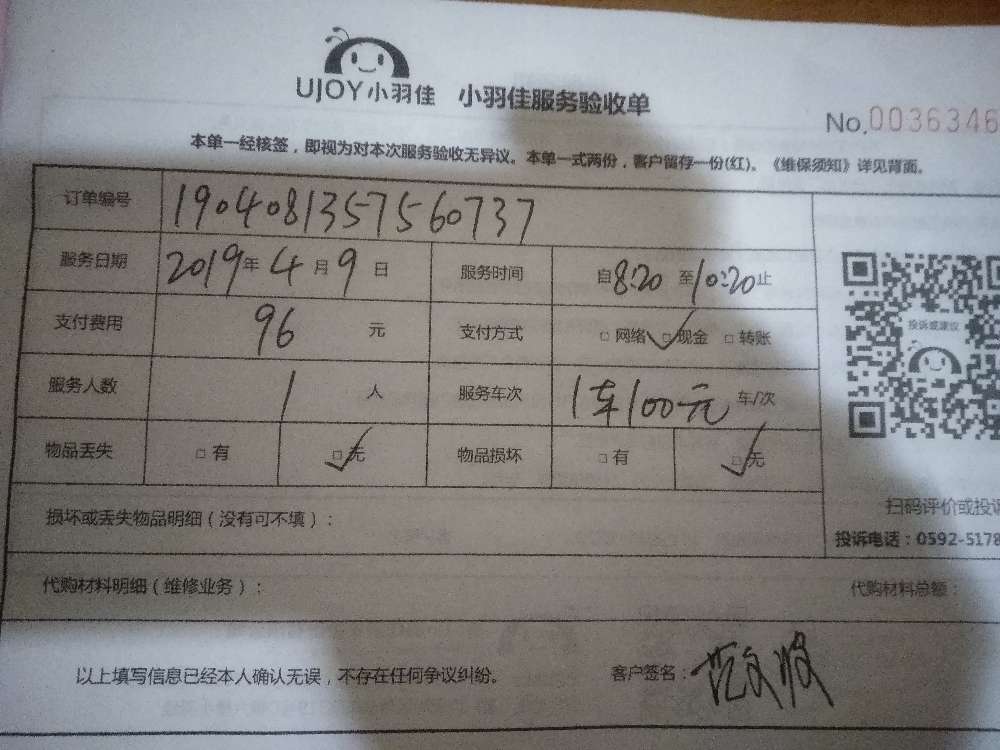 UJOY小羽佳 小羽佳服务验收单
No.0036346
本单一经核签，即视为对本次服务验收无异议。本单一式两份，客户留存一份(红)。《维保须知》详见背面。
订单编号 1904081357560737
服务日期 2019年4月9日 服务时间 自8:20至10:20止
支付费用 96元 支付方式 □网络 □✓现金 □转账
投诉或建议
服务人数 1人 服务车次 1车100元 车/次
物品丢失 □有 □✓无 物品损坏 □有 □✓无
扫码评价或投诉
损坏或丢失物品明细（没有可不填）：
投诉电话：0592-5178
代购材料明细（维修业务）： 代购材料总额：
以上填写信息已经本人确认无误，不存在任何争议纠纷。 客户签名：